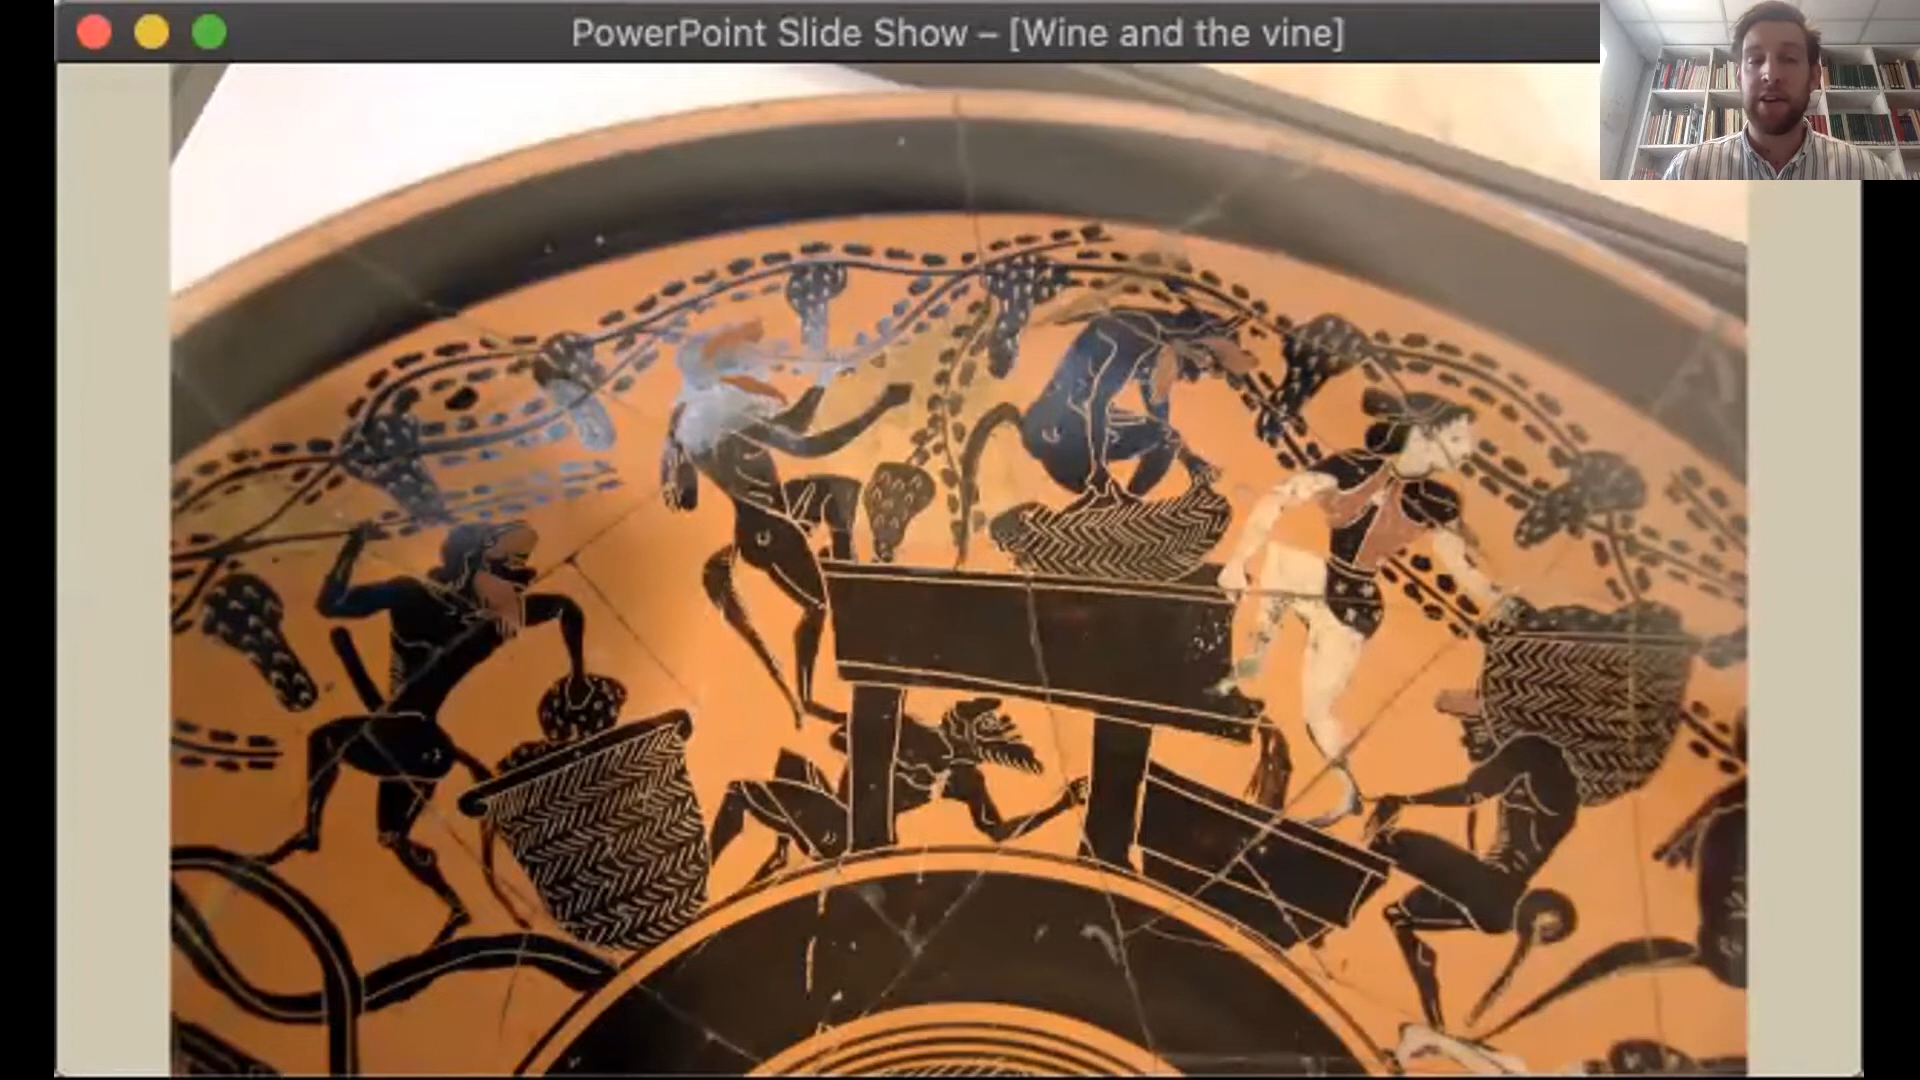 PowerPoint Slide Show – [Wine and the vine]